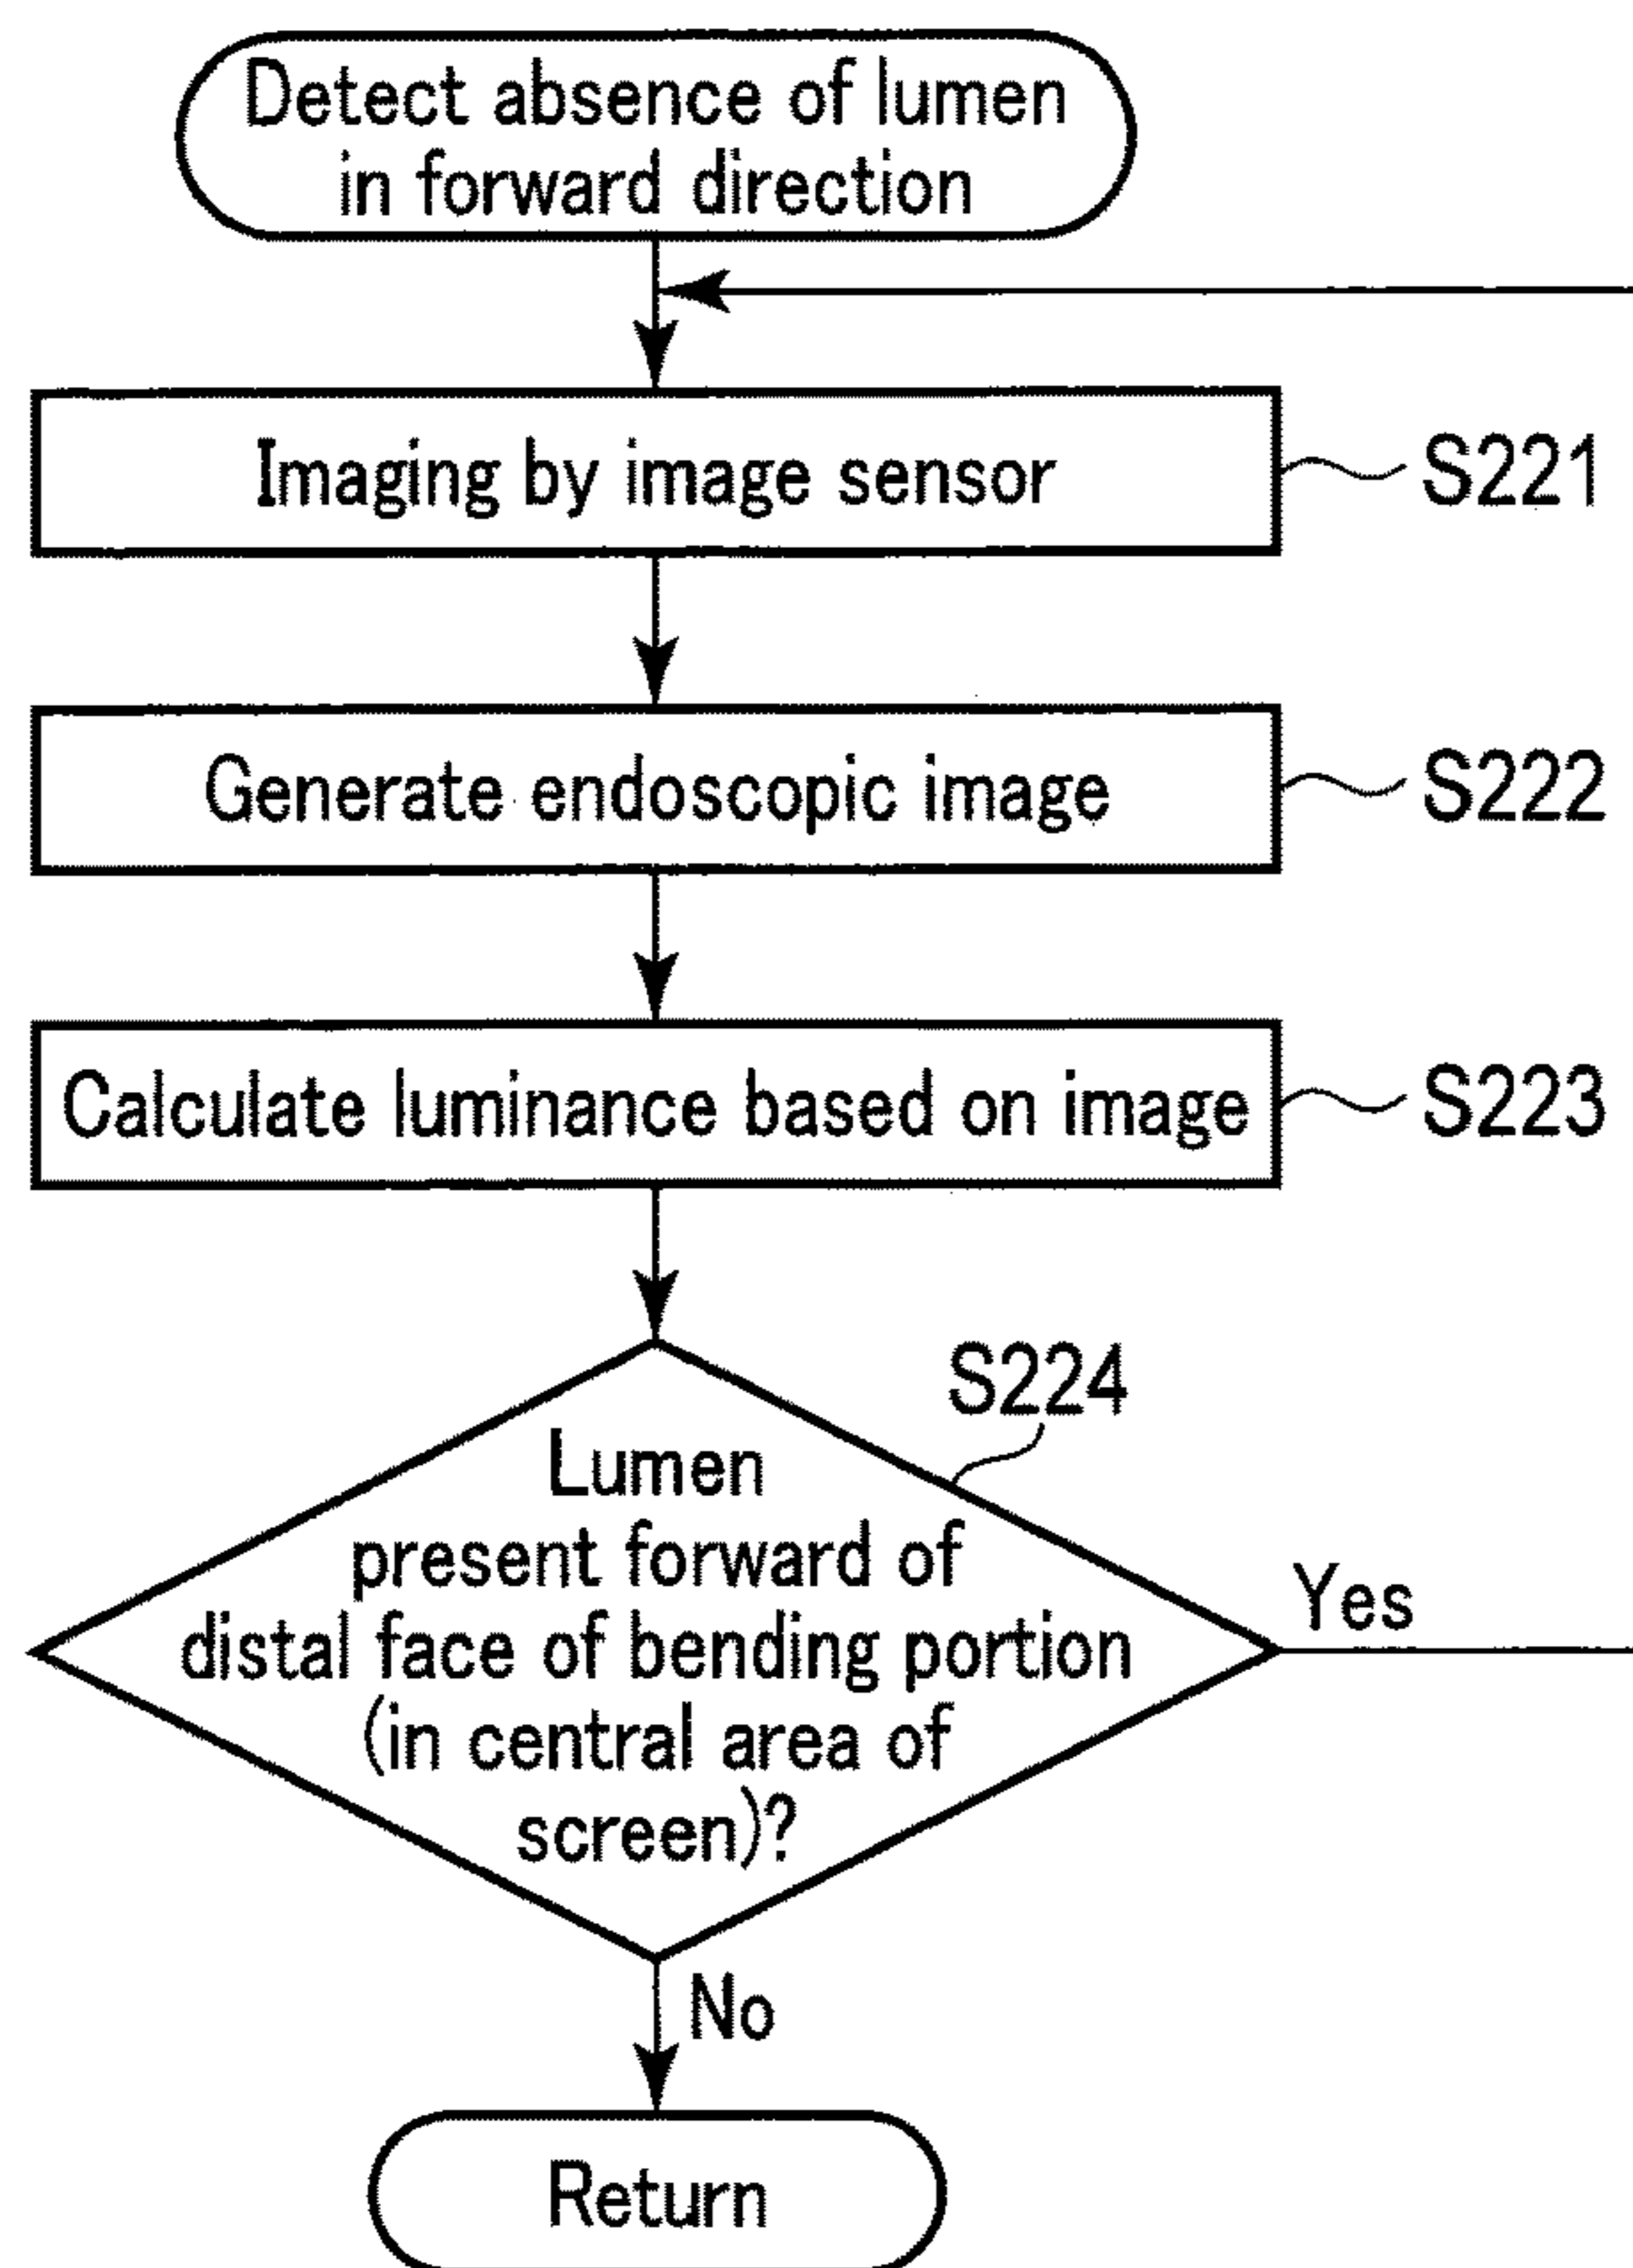 Detect absence of lumen
in forward direction
Imaging by image sensor
S221
Generate endoscopic image
S222
Calculate luminance based on image
S223
S224
Lumen
present forward of
distal face of bending portion
(in central area of
screen)?
Yes
No
Return